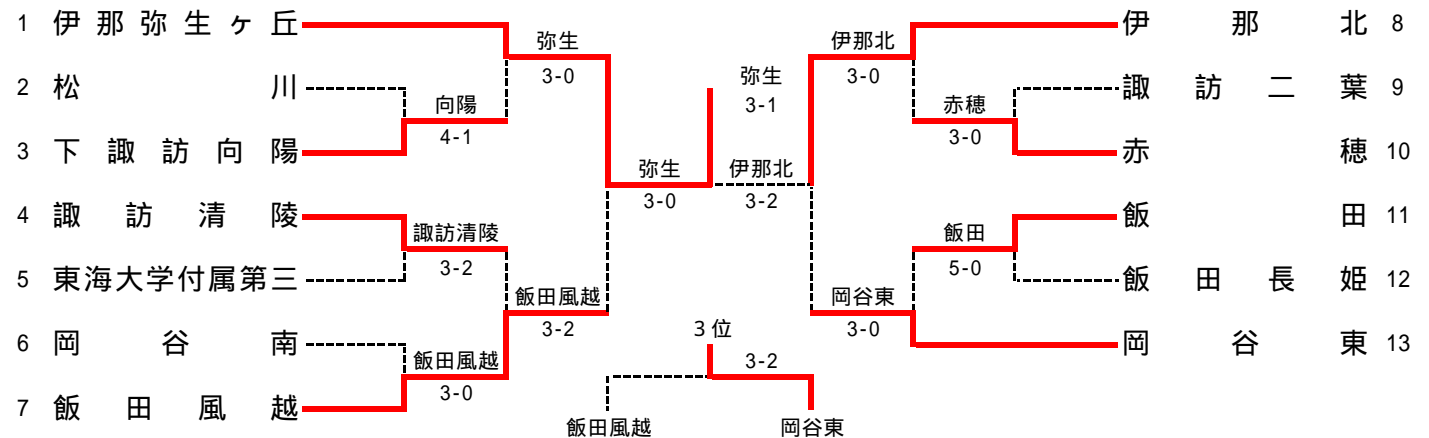 1 伊那弥生ヶ丘
2 松川
3 下諏訪向陽
4 諏訪清陵
5 東海大学付属第三
6 岡谷南
7 飯田風越
弥生
3-0
向陽
4-1
諏訪清陵
3-2
飯田風越
3-2
飯田風越
3-0
弥生
3-0
弥生
3-1
伊那北
3-2
伊那北
3-0
赤穂
3-0
飯田
5-0
岡谷東
3-0
3位
3-2
飯田風越
岡谷東
伊那北 8
諏訪二葉 9
赤穂 10
飯田 11
飯田長姫 12
岡谷東 13